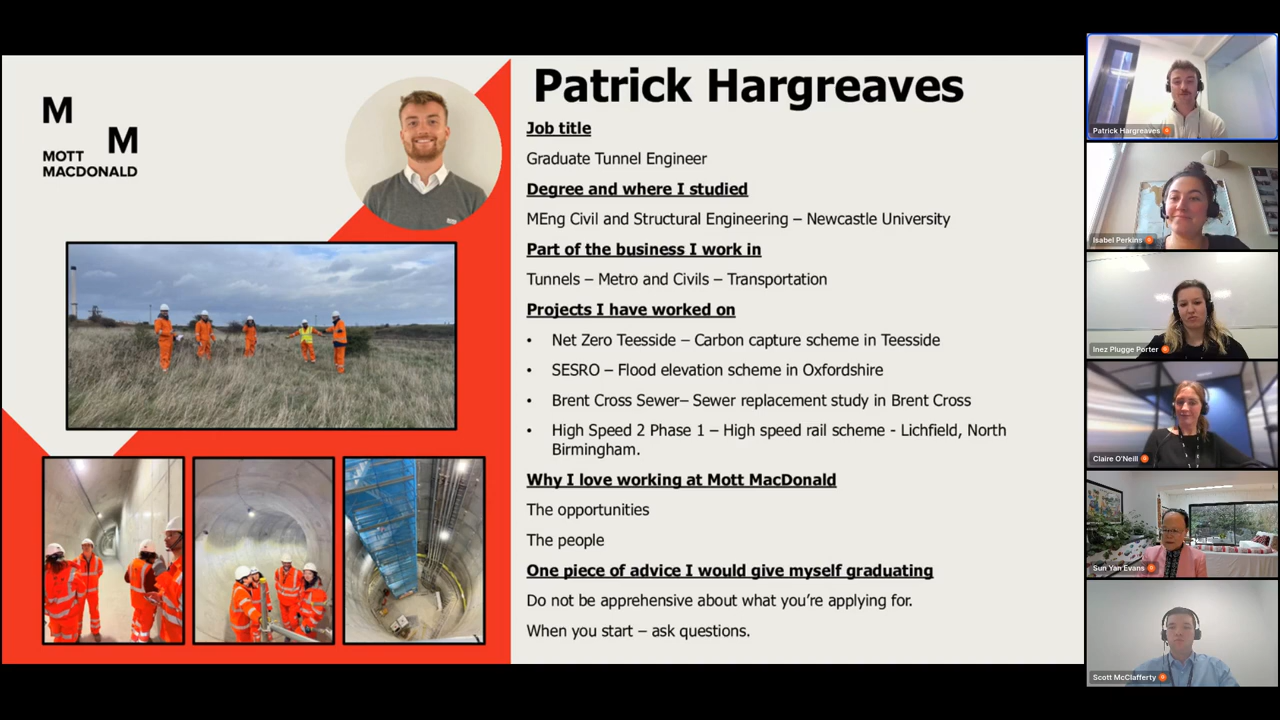 M
M
MOTT
MACDONALD
Patrick Hargreaves
Job title
Graduate Tunnel Engineer
Degree and where I studied
MEng Civil and Structural Engineering – Newcastle University
Part of the business I work in
Tunnels – Metro and Civils – Transportation
Projects I have worked on
• Net Zero Teesside – Carbon capture scheme in Teesside
• SESRO – Flood elevation scheme in Oxfordshire
• Brent Cross Sewer– Sewer replacement study in Brent Cross
• High Speed 2 Phase 1 – High speed rail scheme - Lichfield, North
Birmingham.
Why I love working at Mott MacDonald
The opportunities
The people
One piece of advice I would give myself graduating
Do not be apprehensive about what you’re applying for.
When you start – ask questions.
Patrick Hargreaves
Isabel Perkins
Inez Plugge Porter
Claire O'Neill
Sun Yan Evans
Scott McClafferty